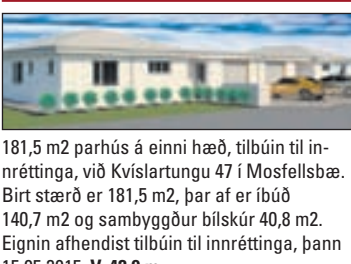 181,5 m2 parhús á einni hæð, tilbúin til in-
nréttinga, við Kvíslartungu 47 í Mosfellsbæ.
Birt stærð er 181,5 m2, þar af er íbúð
140,7 m2 og sambyggður bílskúr 40,8 m2.
Eignin afhendist tilbúin til innréttinga, þann